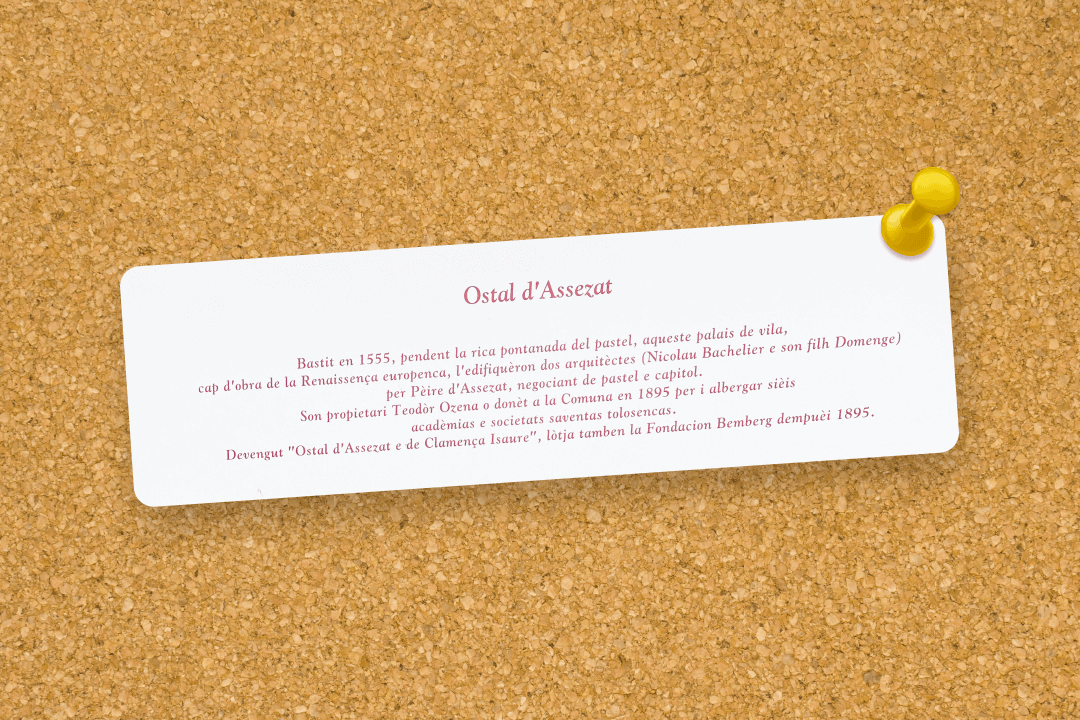 Ostal d'Assezat
Bastit en 1555, pendent la rica pontanada del pastel, aqueste palais de vila,
cap d'obra de la Renaissença europenca, l'edifiquèron dos arquitèctes (Nicolau Bachelier e son filh Domenge)
per Pèire d'Assezat, negociant de pastel e capitol.
Son propietari Teodòr Ozena o donèt a la Comuna en 1895 per i albergar sièis
acadèmias e societats saventas tolosencas.
Devengut "Ostal d'Assezat e de Clamença Isaure", lòtja tamben la Fondacion Bemberg dempuèi 1895.